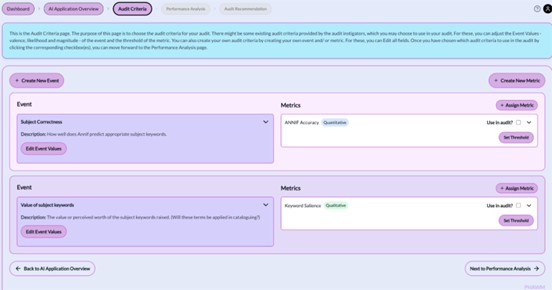 Dashboard
AI Application Overview
Audit Criteria
Performance Analysis
Audit Recommendation
This is the Audit Criteria Page. The purpose of this page is to choose the audit criteria for your audit. There might be some existing audit criteria provided by the audit instigators, which you may choose to use in your audit. For these, you can adjust the Event Values -
severity, likelihood and magnitude - of the event and the threshold of the metric. You can also create your own audit criteria by creating your own event and/ or metric. For these, you can Edit all fields. Once you have chosen which audit criteria to use in the audit by
clicking the corresponding checkbox(es), you can move forward to the Performance Analysis page.
+ Create New Event
+ Create New Metric
Event
Metrics
+ Assign Metric
Subject Correctness
Description: How well does Annif predict appropriate subject keywords.
Edit Event Values
ANNIF Accuracy Quantitative
Use in audit?
Set Threshold
Event
Metrics
+ Assign Metric
Value of subject keywords
Description: The value or perceived worth of the subject keywords raised. (Will these terms be applied in cataloguing?)
Edit Event Values
Keyword Salience Qualitative
Use in audit?
Set Threshold
← Back to AI Application Overview
Next to Performance Analysis →